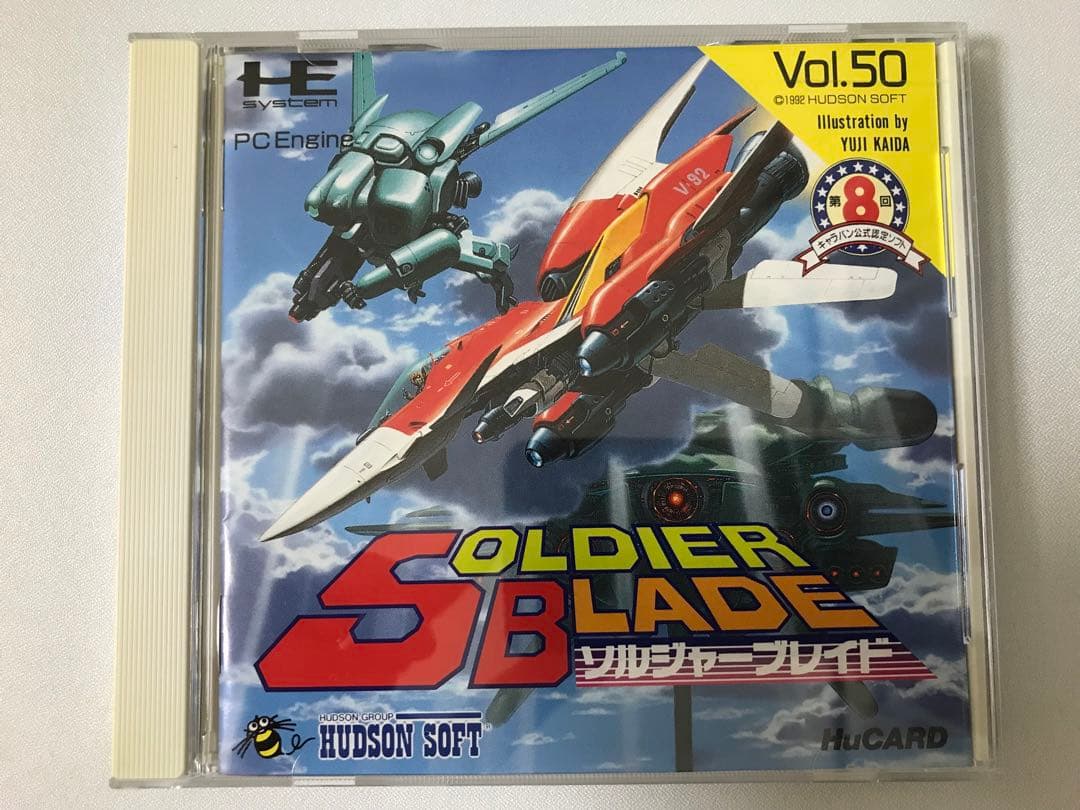 HE
system
PC Engine
Vol.50
©1992 HUDSON SOFT
Illustration by
YUJI KAIDA
第8回
キャラバン公式認定ソフト
V-92
SOLDIER
BLADE
ソルジャーブレイド
HUDSON GROUP
HUDSON SOFT®
HuCARD